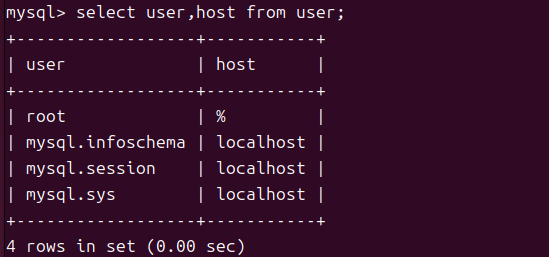 mysql> select user,host from user;
+------------------+-----------+
| user             | host      |
+------------------+-----------+
| root             | %         |
| mysql.infoschema | localhost |
| mysql.session    | localhost |
| mysql.sys        | localhost |
+------------------+-----------+
4 rows in set (0.00 sec)